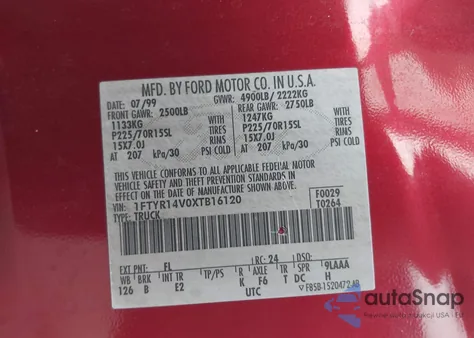 MFD. BY FORD MOTOR CO. IN U.S.A.
DATE: 07/99 GVWR: 4900LB/ 2222KG
FRONT GAWR: 2500LB REAR GAWR: 2750LB
1133KG WITH 1247KG WITH
P225/70R15SL TIRES P225/70R15SL TIRES
15X7.0J RIMS 15X7.0J RIMS
AT 207 kPa/30 PSI COLD AT 207 kPa/30 PSI COLD
THIS VEHICLE CONFORMS TO ALL APPLICABLE FEDERAL MOTOR
VEHICLE SAFETY AND THEFT PREVENTION STANDARDS IN
EFFECT ON THE DATE OF MANUFACTURE SHOWN ABOVE.
VIN: 1FTYR14V0XTB16120 F0029
TYPE: TRUCK T0264
EXT PNT: FL RC: 24 DSO:
WB BRK INT TR TP/PS R AXLE TR SPR 9LAAA
126 B E2 K F6 T DC H
UTC F85B-1520472-AB
autoSnap